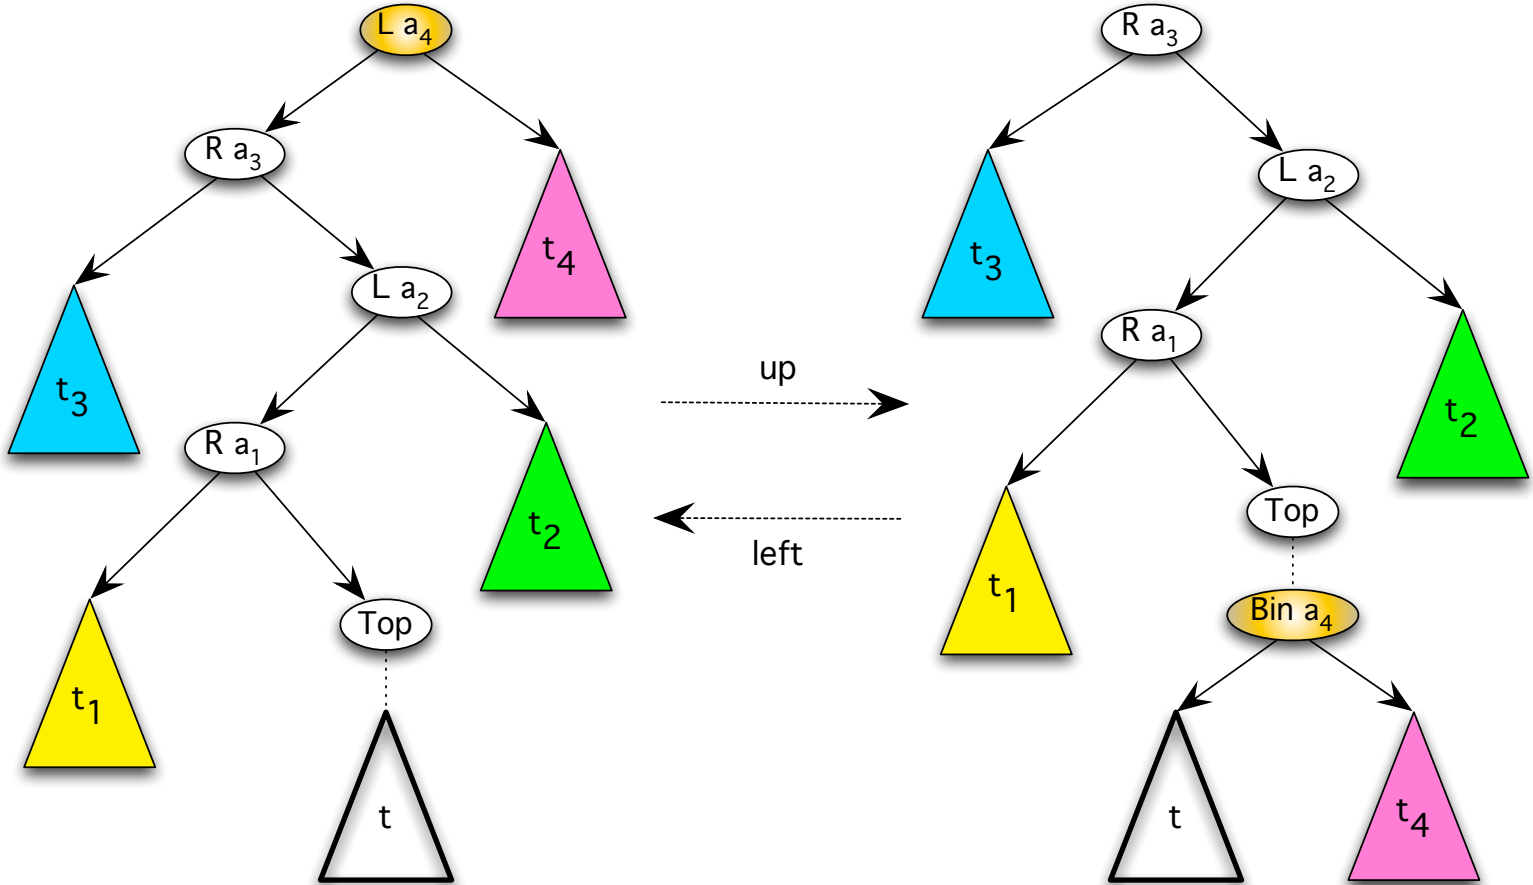 L a4
R a3
t4
L a2
t3
R a1
t2
Top
t1
t
up
left
R a3
L a2
t3
R a1
t2
Top
t1
Bin a4
t
t4